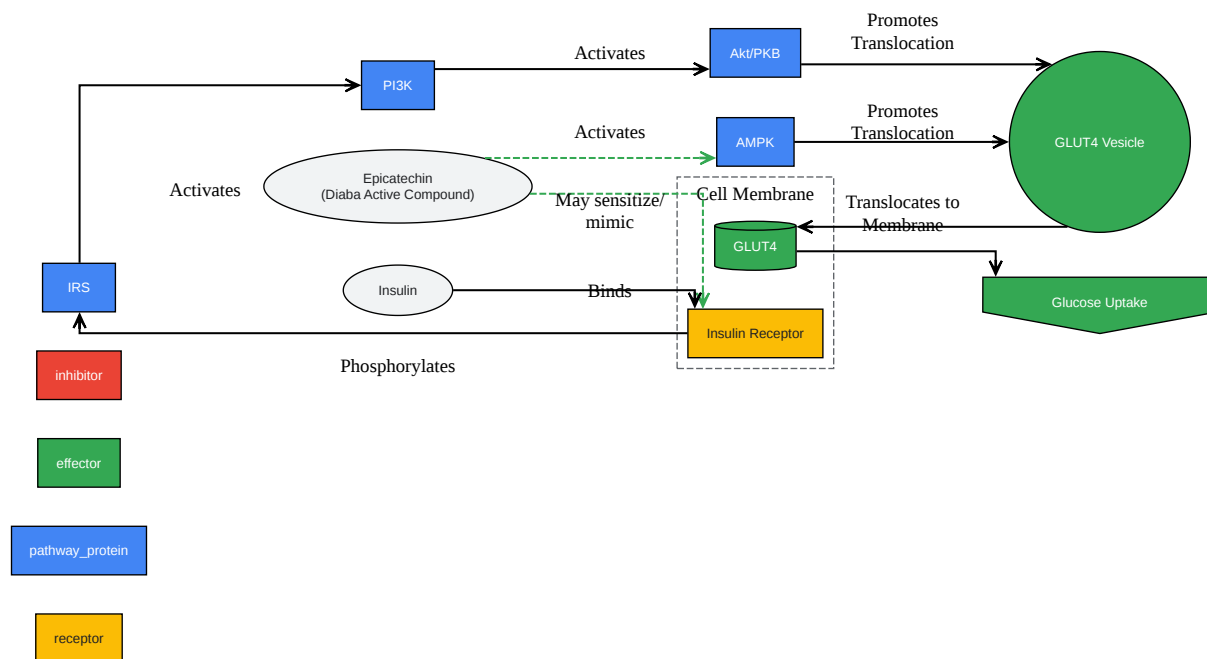 Promotes
Translocation
Activates
Akt/PKB
PI3K
GLUT4 Vesicle
Promotes
Translocation
Activates
AMPK
Epicatechin
(Diaba Active Compound)
Activates
May sensitize/
mimic
Cell Membrane
Translocates to
Membrane
GLUT4
IRS
Insulin
Binds
Glucose Uptake
Insulin Receptor
Phosphorylates
inhibitor
effector
pathway_protein
receptor